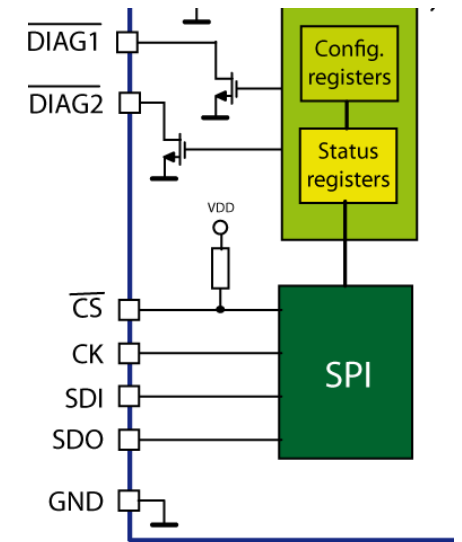 DIAG1
Config.
registers
DIAG2
Status
registers
VDD
CS
CK
SDI
SPI
SDO
GND